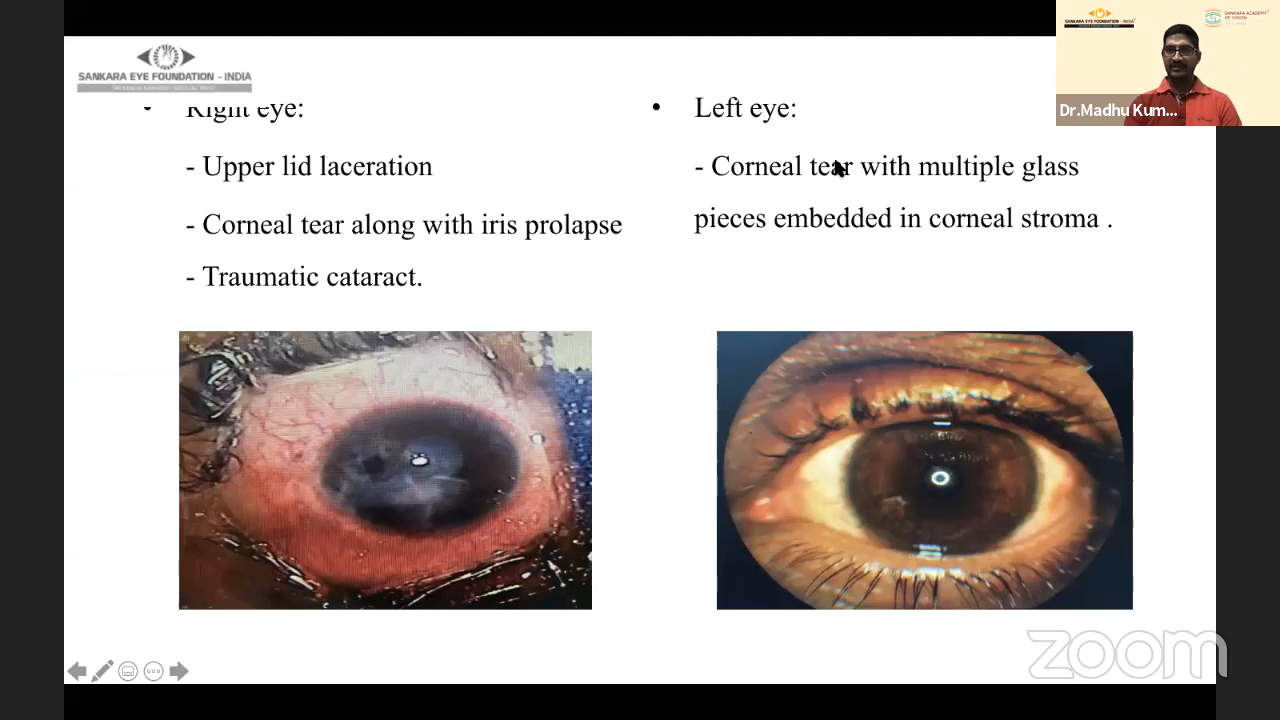 SANKARA EYE FOUNDATION - INDIA
• Right eye:
- Upper lid laceration
- Corneal tear along with iris prolapse
- Traumatic cataract.
• Left eye:
- Corneal tear with multiple glass
pieces embedded in corneal stroma .
SANKARA EYE FOUNDATION - INDIA
SANKARA ACADEMY
OF VISION
Dr.Madhu Kum...
zoom